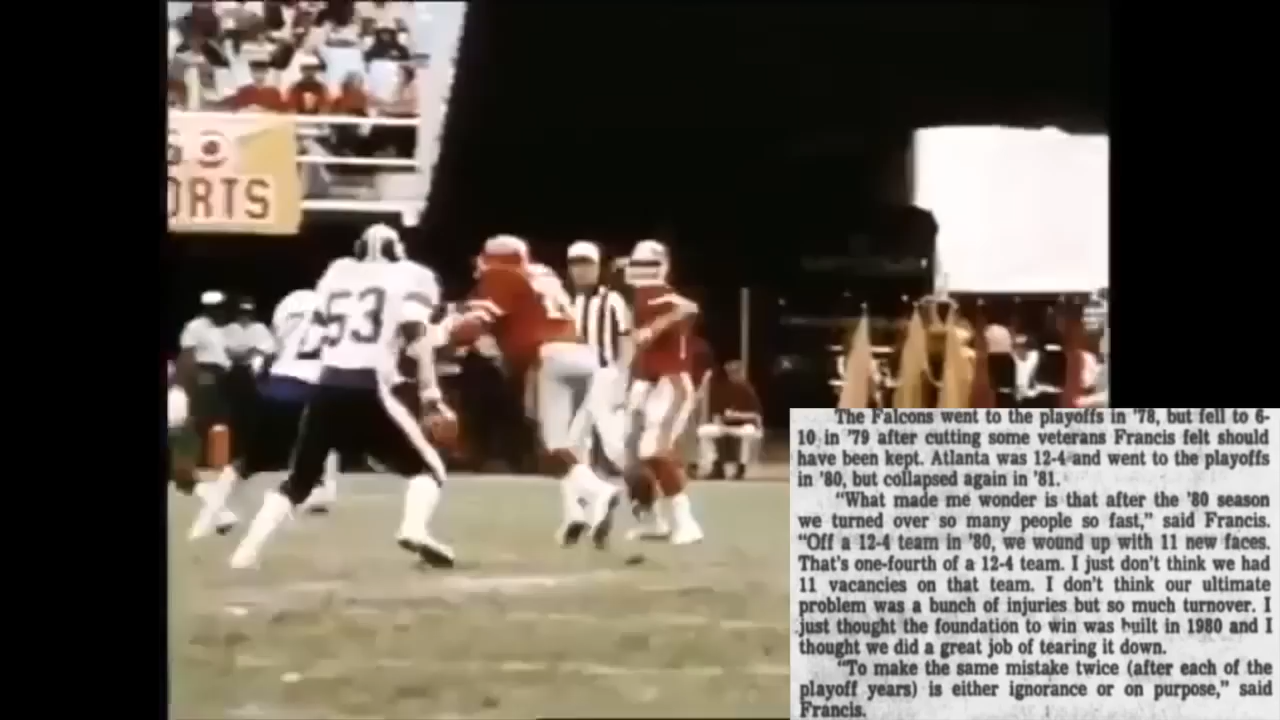 S
ORTS
53
The Falcons went to the playoffs in '78, but fell to 6-
10 in '79 after cutting some veterans Francis felt should
have been kept. Atlanta was 12-4 and went to the playoffs
in '80, but collapsed again in '81.
"What made me wonder is that after the '80 season
we turned over so many people so fast," said Francis.
"Off a 12-4 team in '80, we wound up with 11 new faces.
That's one-fourth of a 12-4 team. I just don't think we had
11 vacancies on that team. I don't think our ultimate
problem was a bunch of injuries but so much turnover. I
just thought the foundation to win was built in 1980 and I
thought we did a great job of tearing it down.
"To make the same mistake twice (after each of the
playoff years) is either ignorance or on purpose," said
Francis.